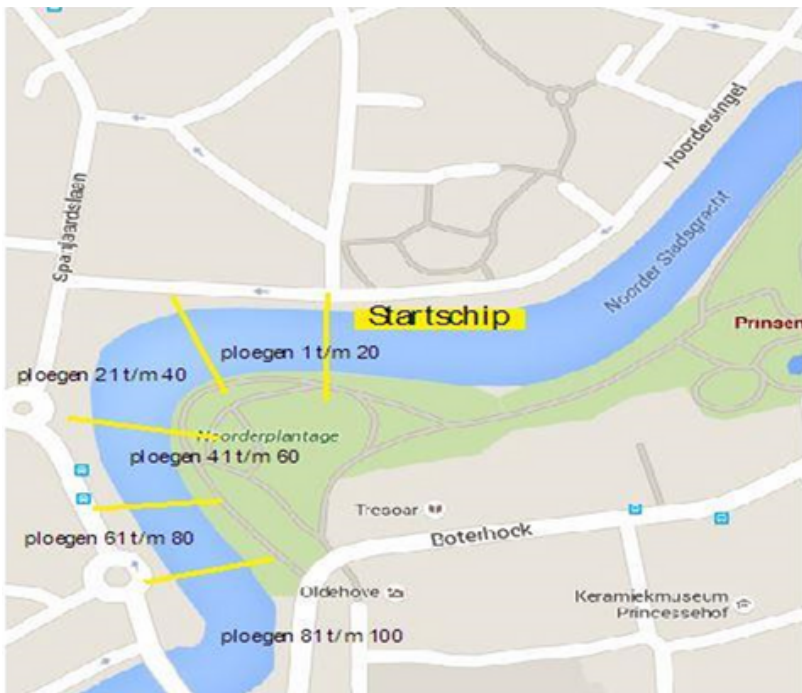 Noordersingel
Spanjaardslaan
Noorder Stadsgracht
Startschip
Prinsen
ploegen 1 t/m 20
ploegen 21 t/m 40
Noorderplantage
ploegen 41 t/m 60
Tresoar
ploegen 61 t/m 80
Boterhoek
Oldehove
Keramiekmuseum
Princessehof
ploegen 81 t/m 100